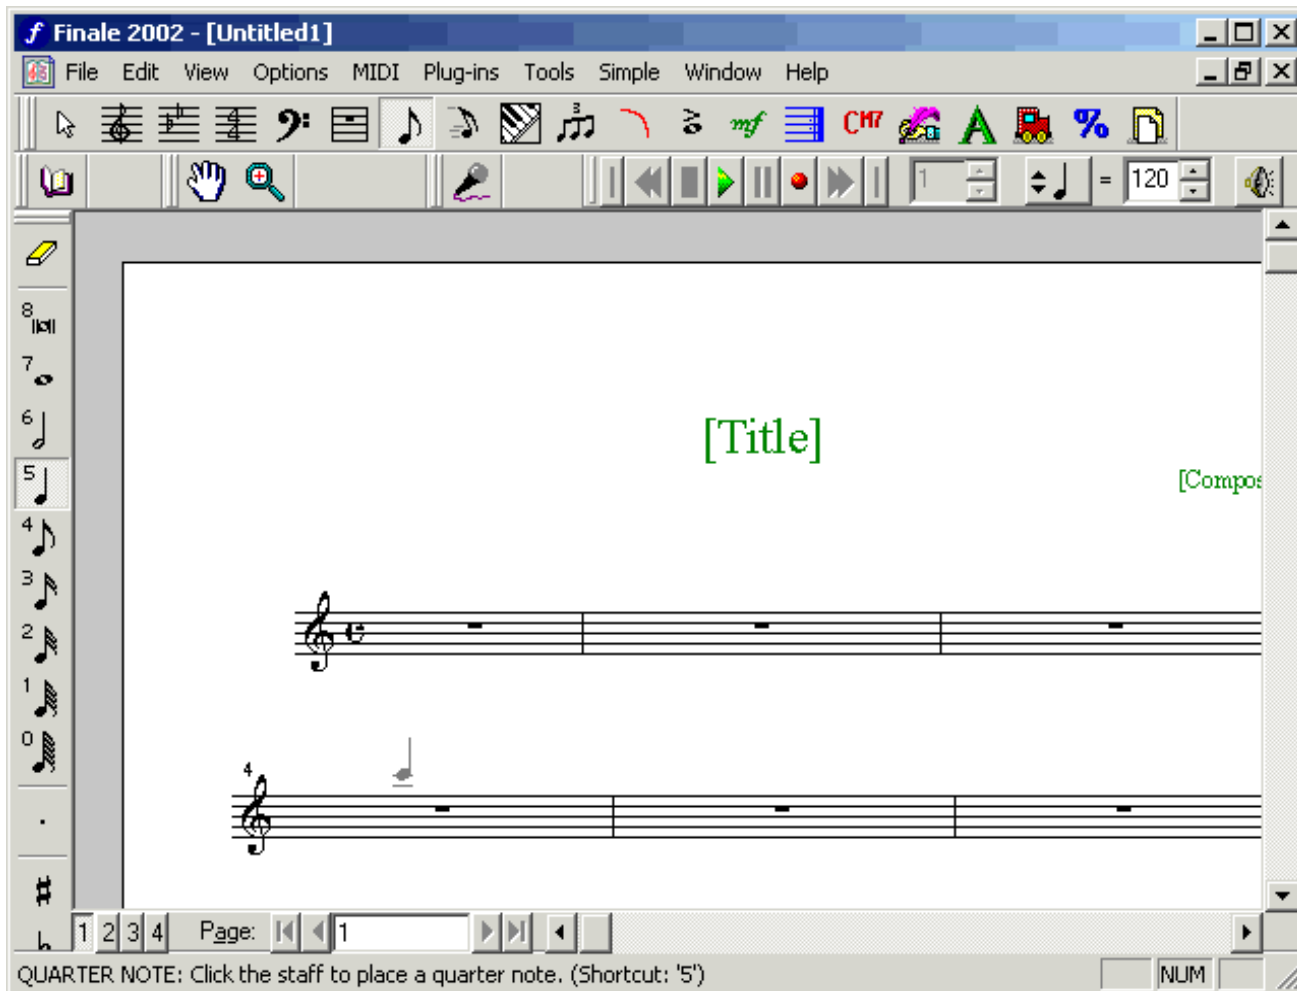 Finale 2002 - [Untitled1]
File Edit View Options MIDI Plug-ins Tools Simple Window Help
3 mf CM7 A %
1 = 120
8
7
6
5
4
3
2
1
0
[Title]
[Compos
4
1 2 3 4 Page: 1
QUARTER NOTE: Click the staff to place a quarter note. (Shortcut: '5') NUM